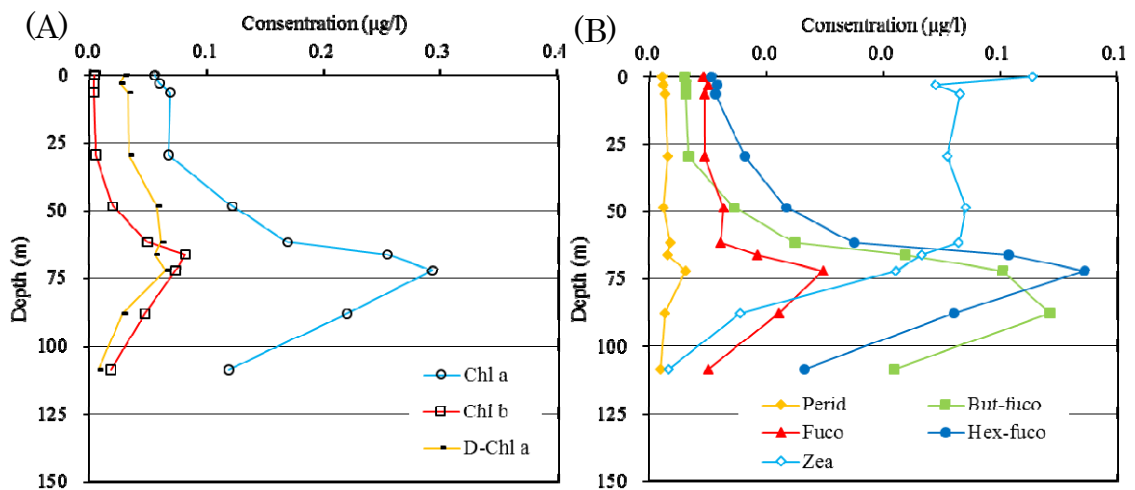 (A)
Consentration (µg/l)
0.0 0.1 0.2 0.3 0.4
Depth (m)
0
25
50
75
100
125
150
Chl a
Chl b
D-Chl a
(B)
Consentration (µg/l)
0.0 0.0 0.0 0.1 0.1
Depth (m)
0
25
50
75
100
125
150
Perid But-fuco
Fuco Hex-fuco
Zea